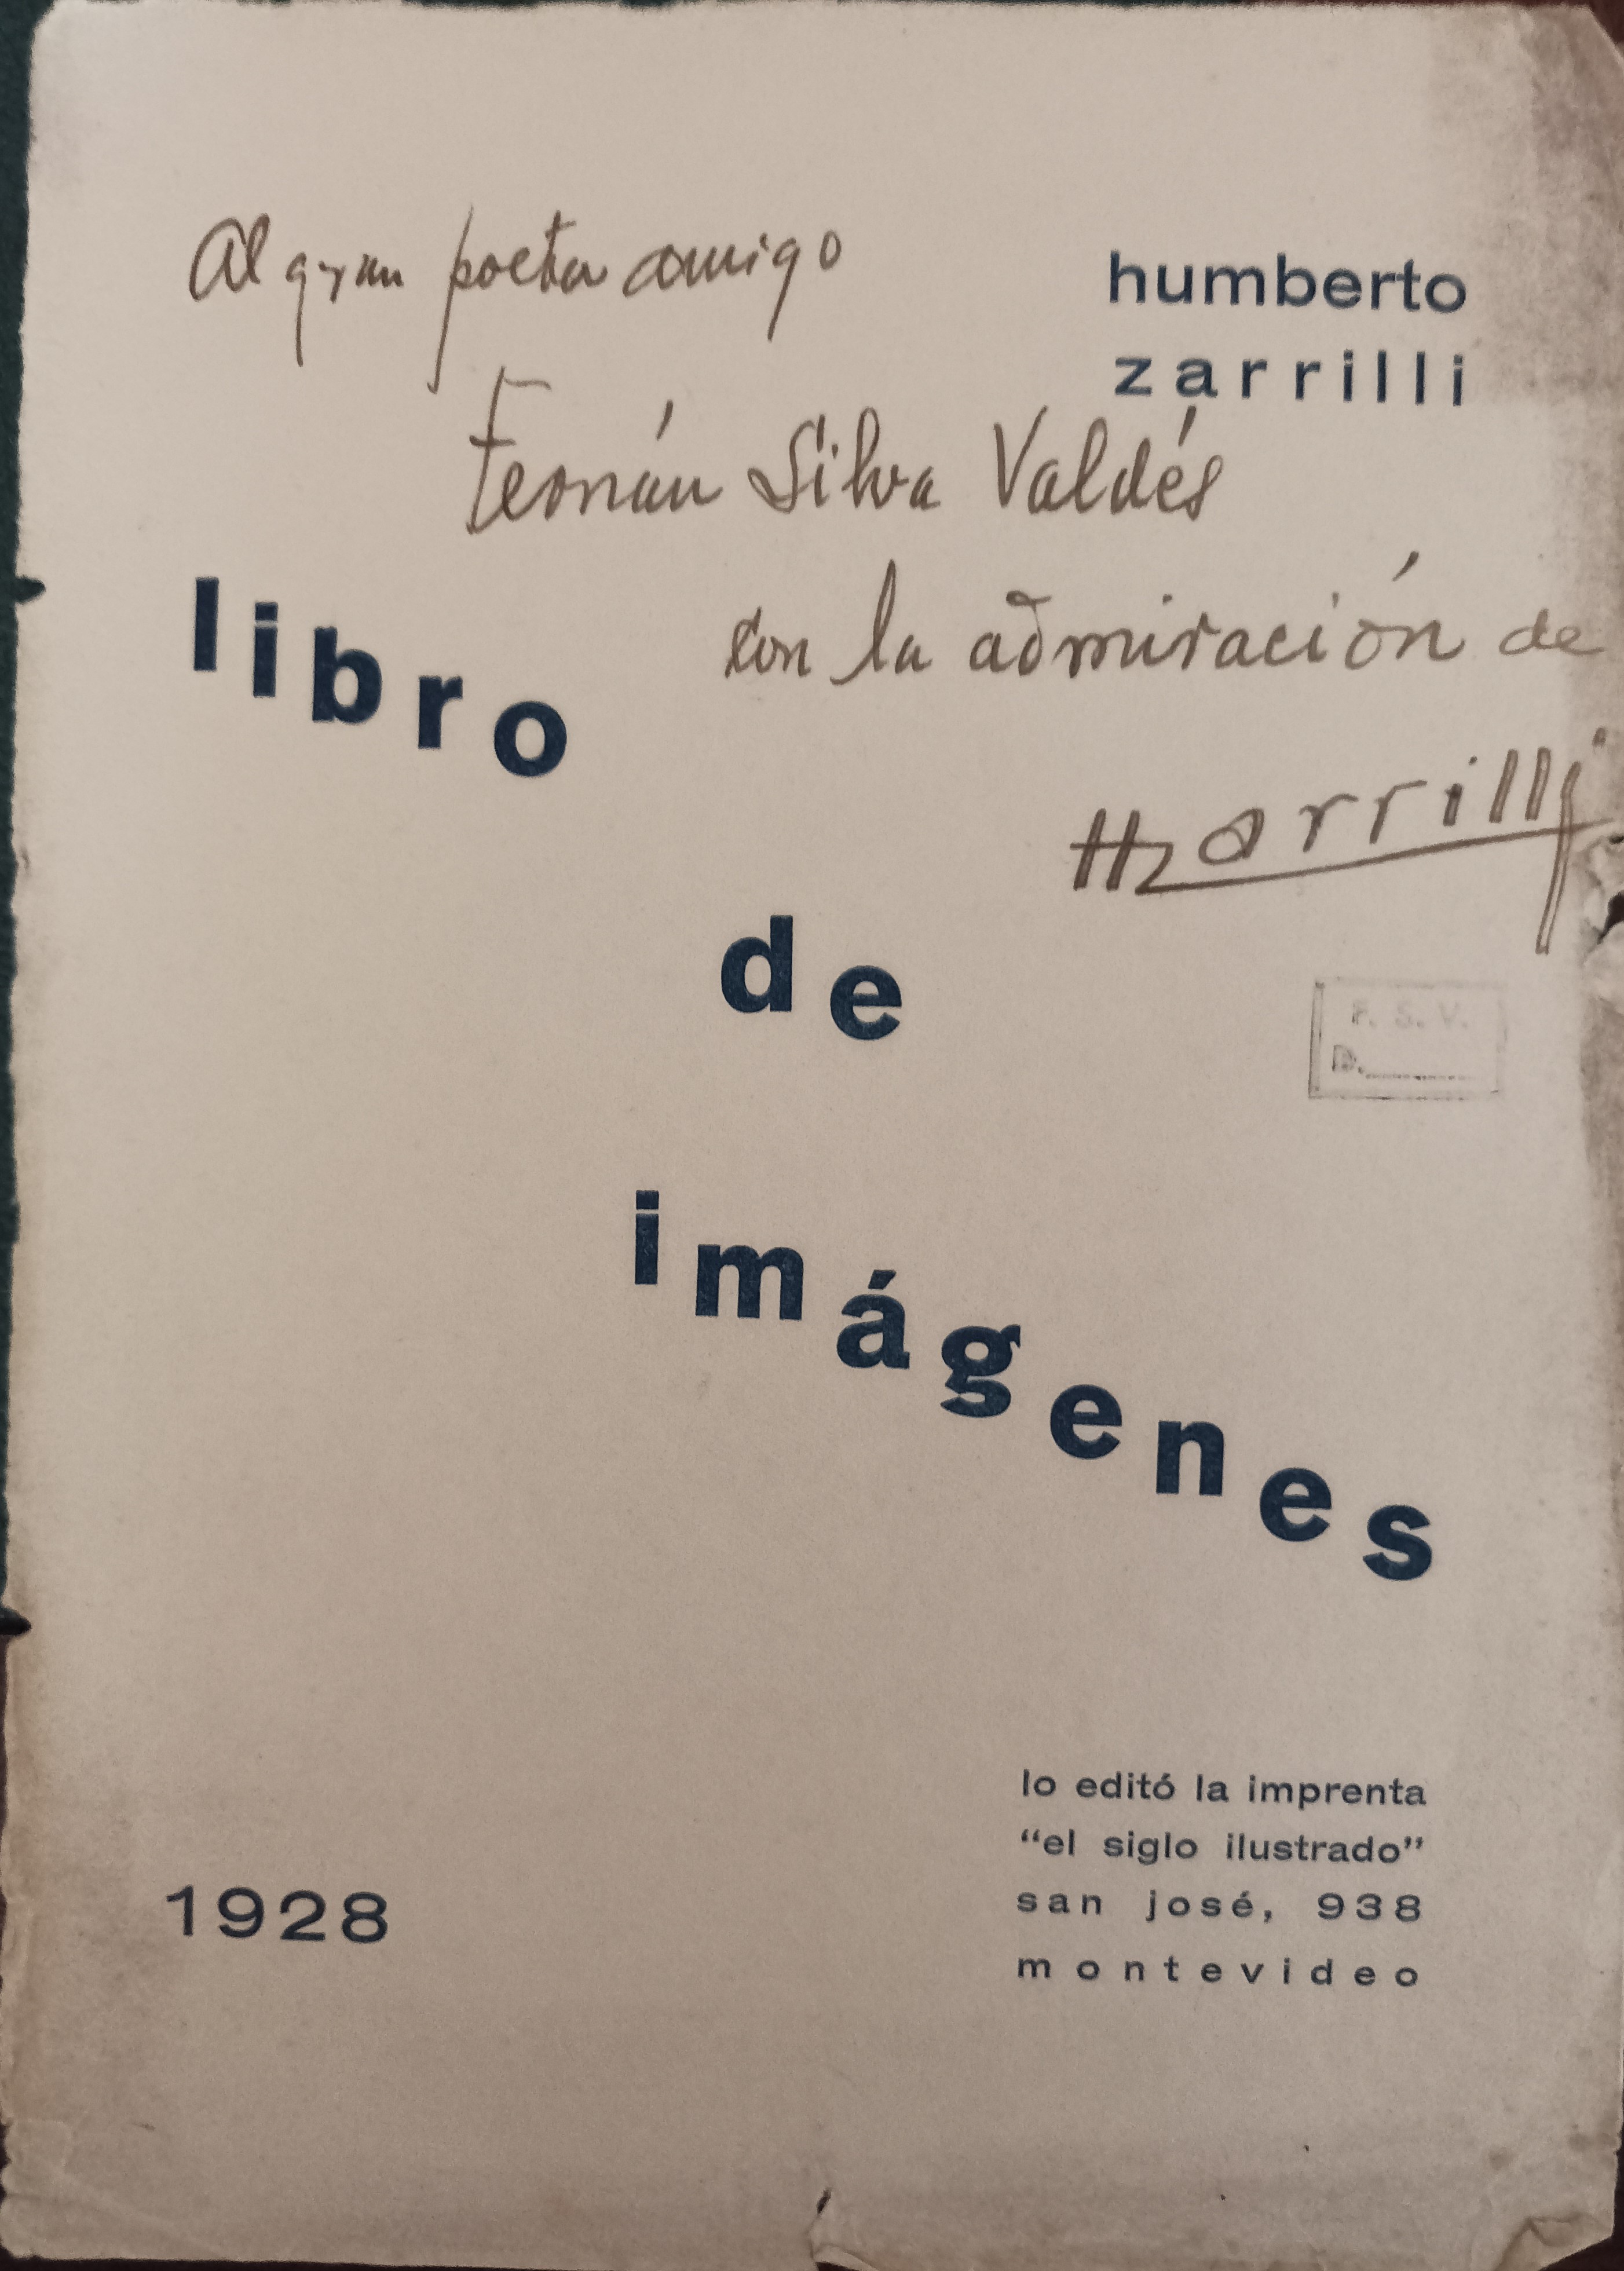 Al gran poeta amigo
humberto
zarrilli
Fernán Silva Valdés
con la admiración de
HZarrilli
libro
de
F. S. V.
D.
imágenes
lo editó la imprenta
“el siglo ilustrado”
san josé, 938
montevideo
1928